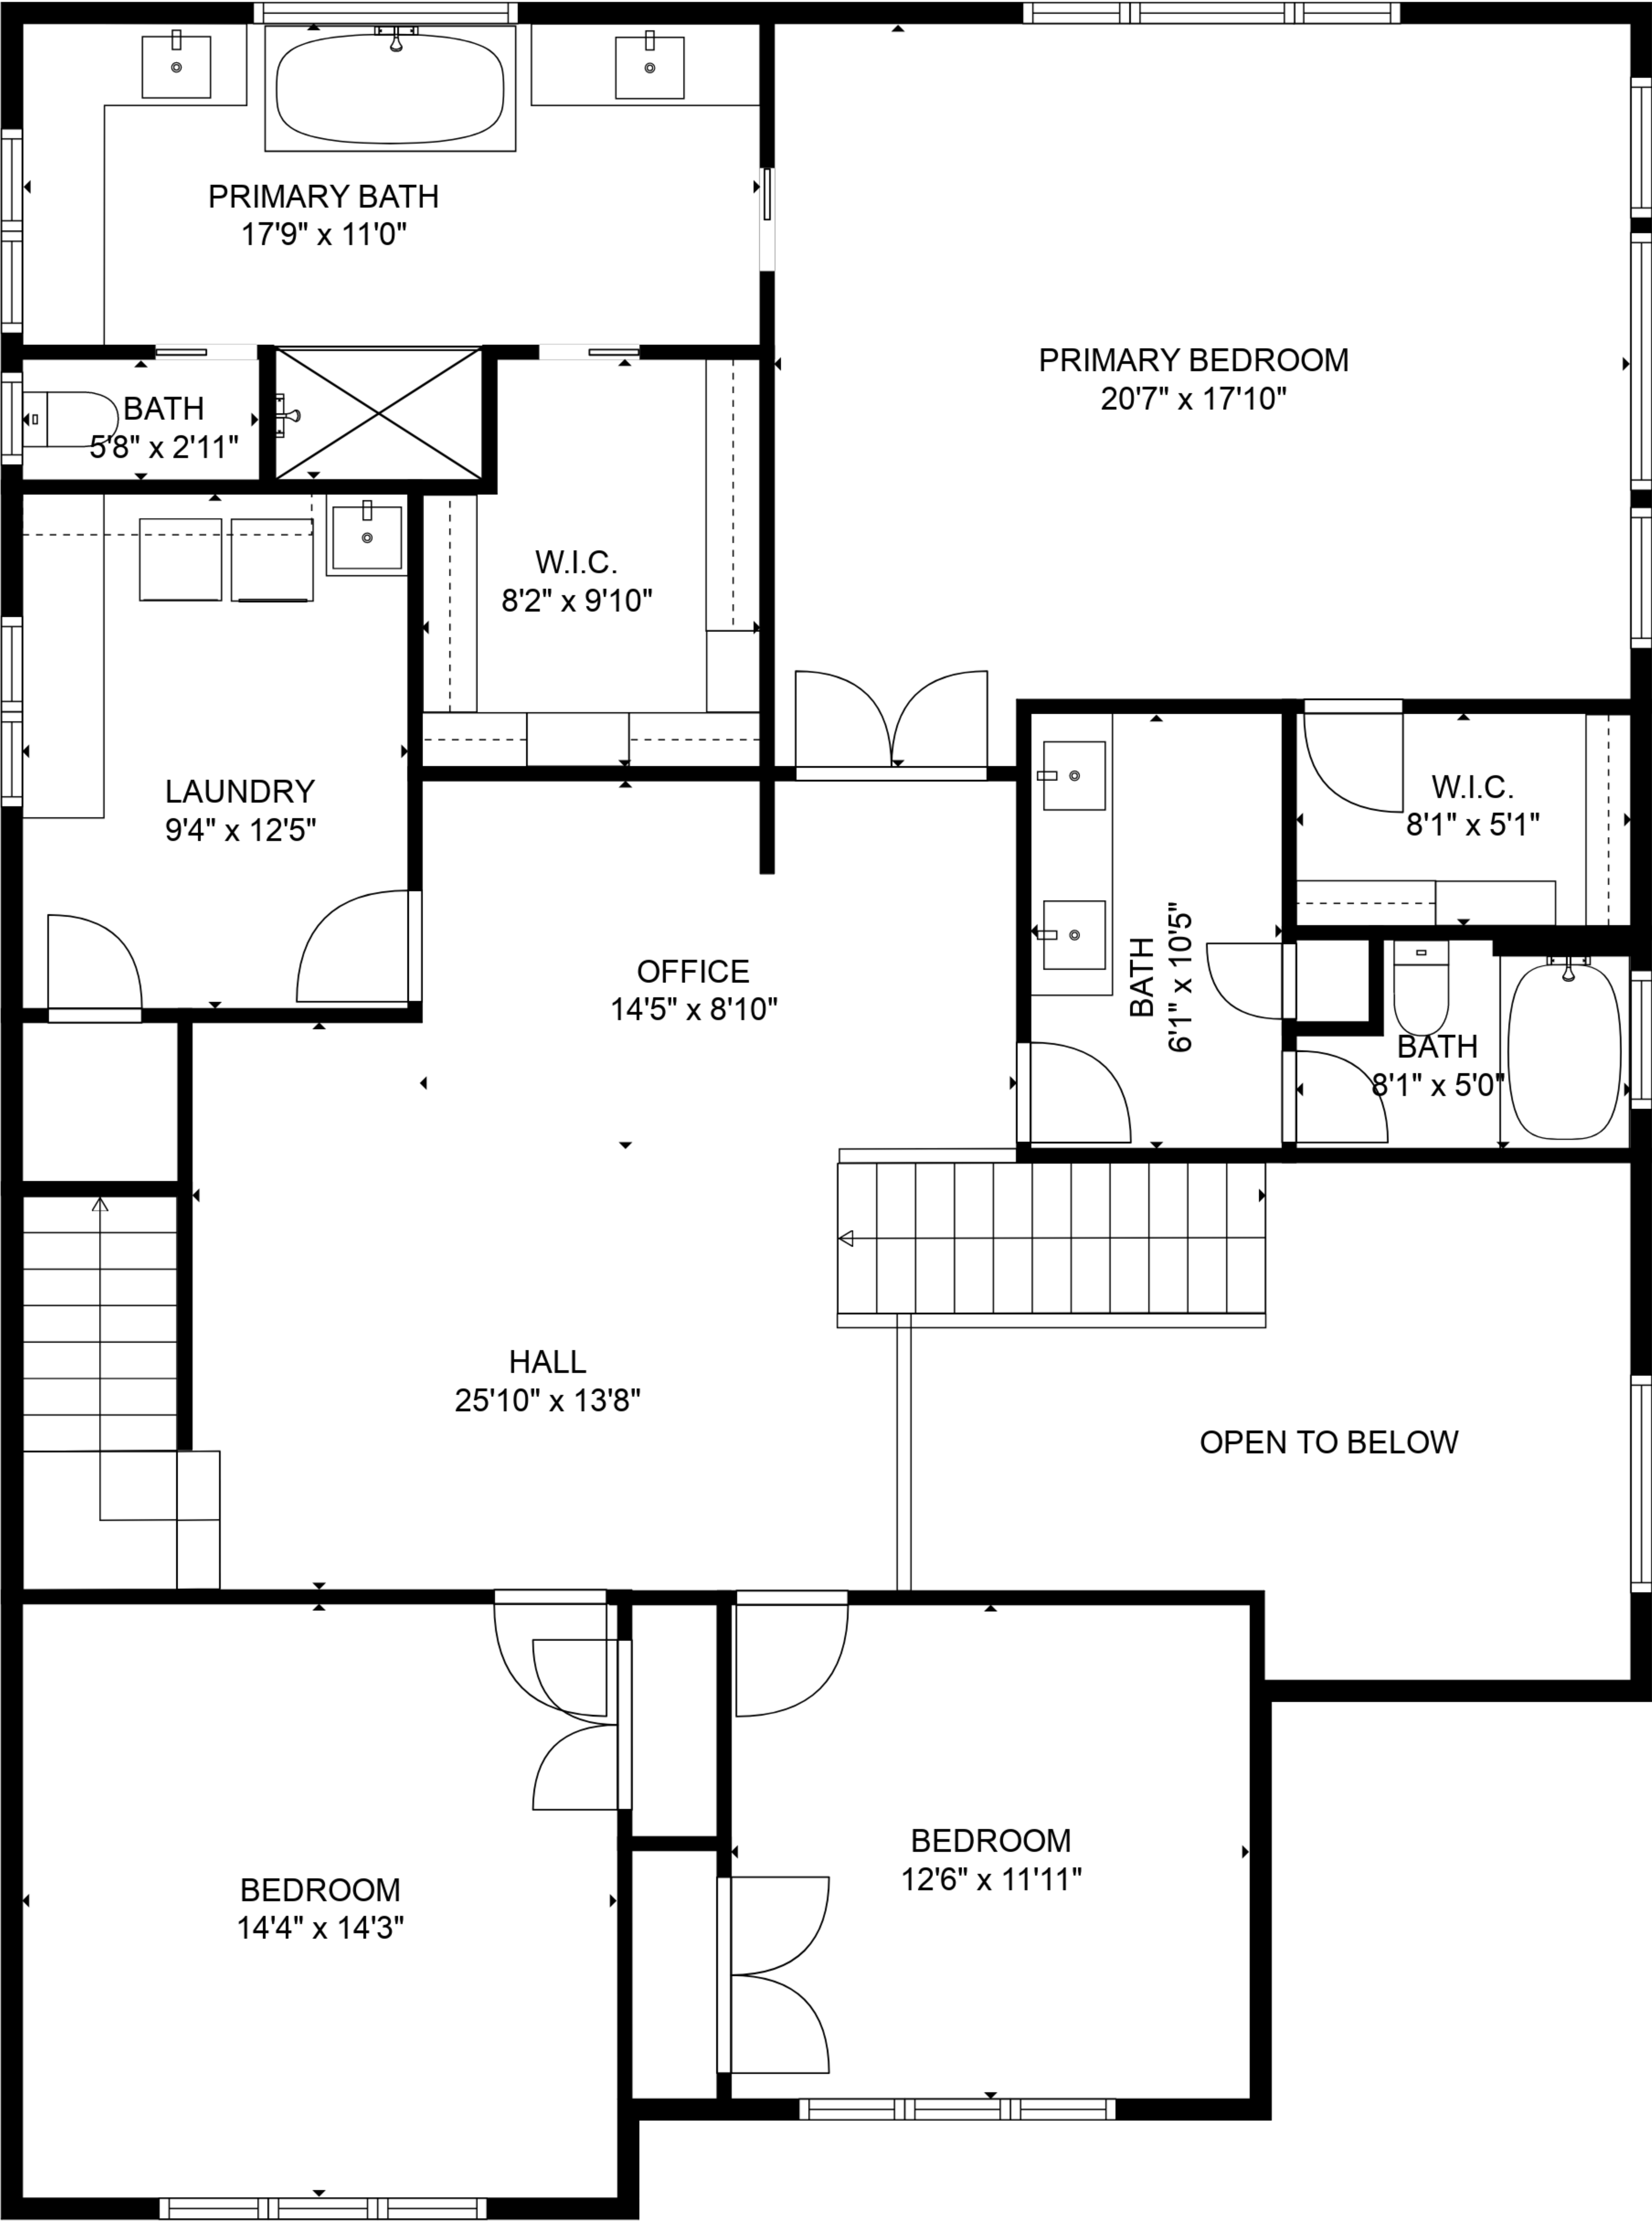 PRIMARY BATH
17'9" x 11'0"
PRIMARY BEDROOM
20'7" x 17'10"
BATH
5'8" x 2'11"
W.I.C.
8'2" x 9'10"
LAUNDRY
9'4" x 12'5"
W.I.C.
8'1" x 5'1"
OFFICE
14'5" x 8'10"
BATH
6'1" x 10'5"
BATH
8'1" x 5'0"
HALL
25'10" x 13'8"
OPEN TO BELOW
BEDROOM
12'6" x 11'11"
BEDROOM
14'4" x 14'3"